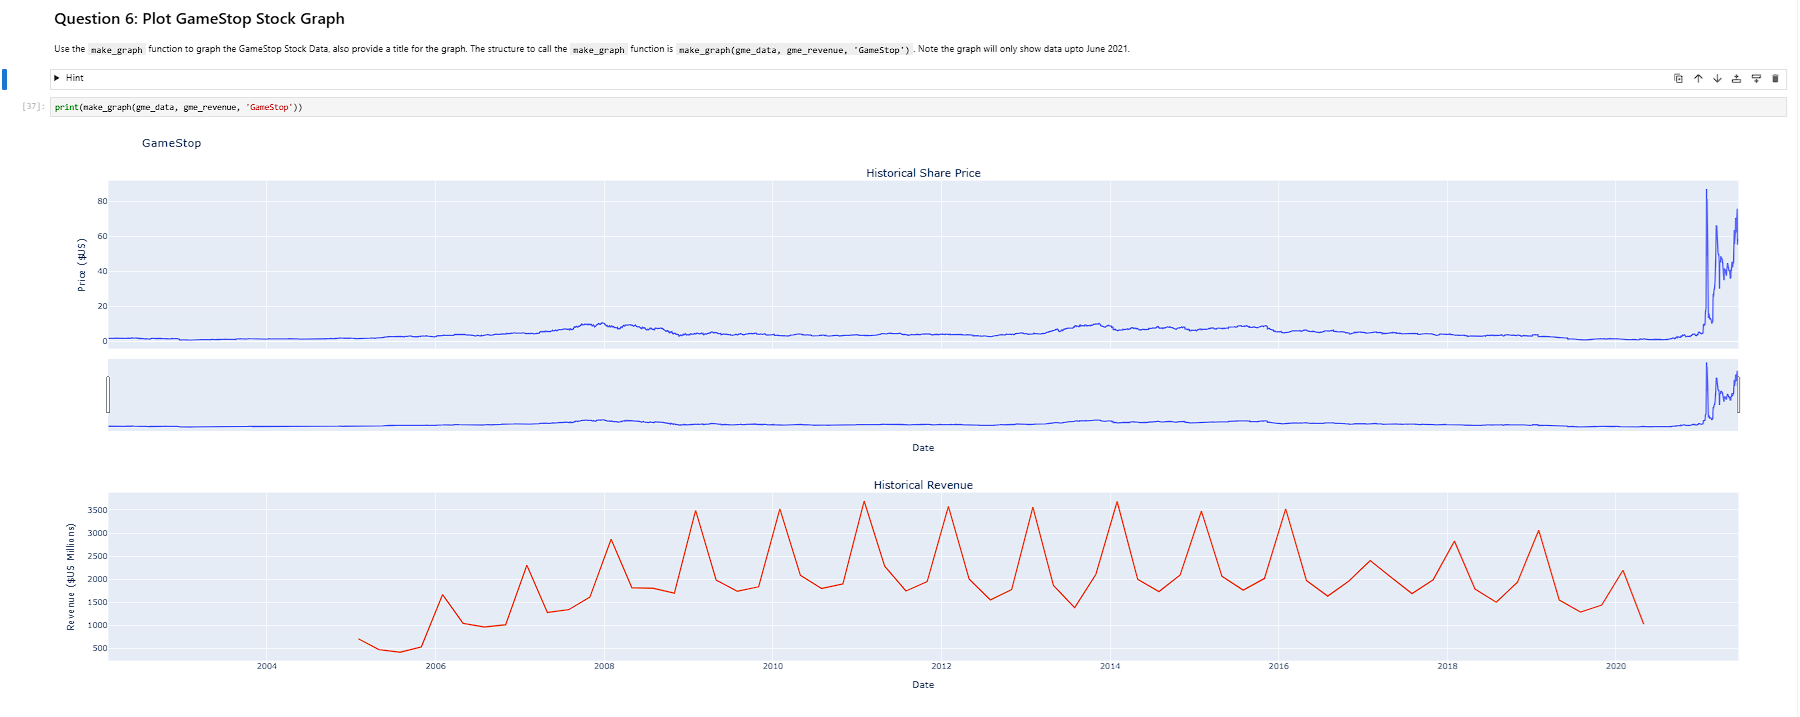 Question 6: Plot GameStop Stock Graph
Use the make_graph function to graph the GameStop Stock Data, also provide a title for the graph. The structure to call the make_graph function is make_graph(gme_data, gme_revenue, 'GameStop'). Note the graph will only show data upto June 2021.
Hint
[37]: print(make_graph(gme_data, gme_revenue, 'GameStop'))
GameStop
Historical Share Price
80
60
40
20
0
Price ($US)
Date
Historical Revenue
3500
3000
2500
2000
1500
1000
500
Revenue ($US Millions)
2004 2006 2008 2010 2012 2014 2016 2018 2020
Date